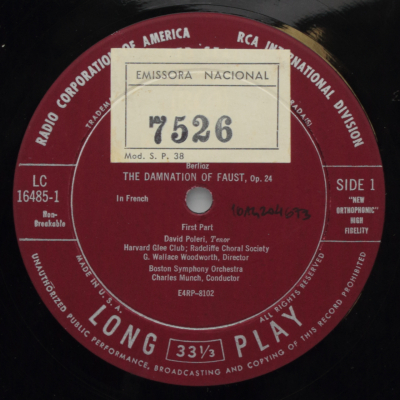 RADIO CORPORATION OF AMERICA
RCA INTERNATIONAL DIVISION
EMISSORA NACIONAL
7526
Mod. S. P. 38
Berlioz
THE DAMNATION OF FAUST, Op. 24
LC
16485-1
Non-
Breakable
In French
SIDE 1
"NEW
ORTHOPHONIC"
HIGH
FIDELITY
First Part
David Poleri, Tenor
Harvard Glee Club; Radcliffe Choral Society
G. Wallace Woodworth, Director
Boston Symphony Orchestra
Charles Munch, Conductor
E4RP-8102
MADE IN U.S.A.
ALL RIGHTS RESERVED
LONG 33⅓ PLAY
UNAUTHORIZED PUBLIC PERFORMANCE, BROADCASTING AND COPYING OF THIS RECORD PROHIBITED